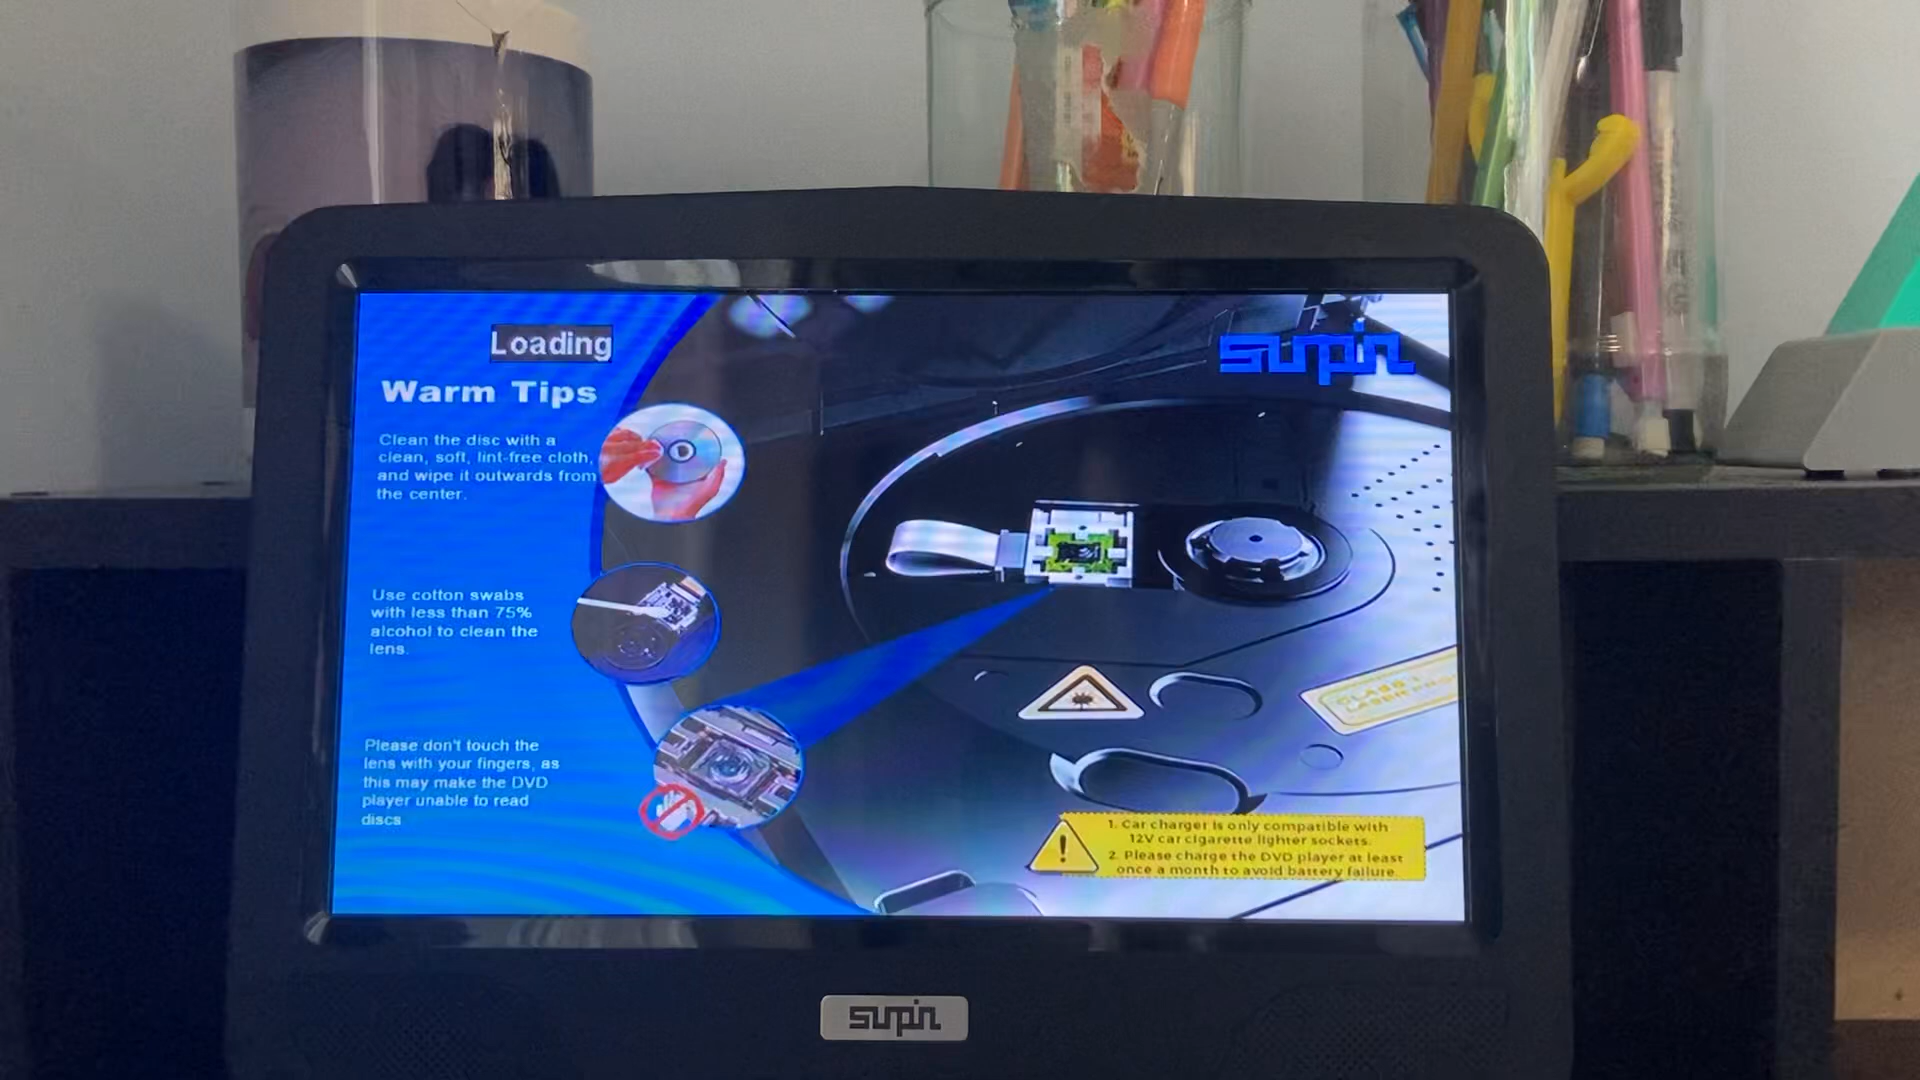 Loading
Warm Tips
Clean the disc with a
clean, soft, lint-free cloth,
and wipe it outwards from
the center.
Use cotton swabs
with less than 75%
alcohol to clean the
lens.
Please don't touch the
lens with your fingers, as
this may make the DVD
player unable to read
discs
supin
CLASS 1
1. Car charger is only compatible with
12V car cigarette lighter sockets.
2. Please charge the DVD player at least
once a month to avoid battery failure.
supin